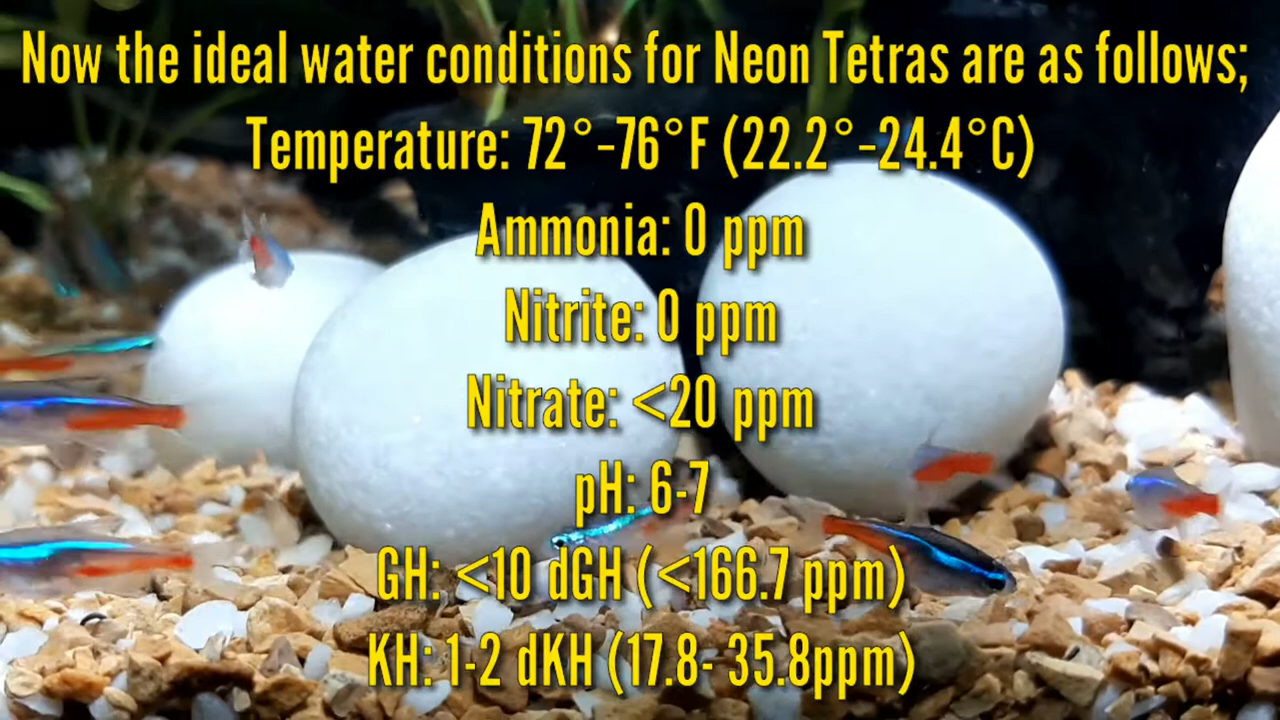 Now the ideal water conditions for Neon Tetras are as follows;
Temperature: 72°-76°F (22.2°-24.4°C)
Ammonia: 0 ppm
Nitrite: 0 ppm
Nitrate: <20 ppm
pH: 6-7
GH: <10 dGH (<166.7 ppm)
KH: 1-2 dKH (17.8- 35.8ppm)